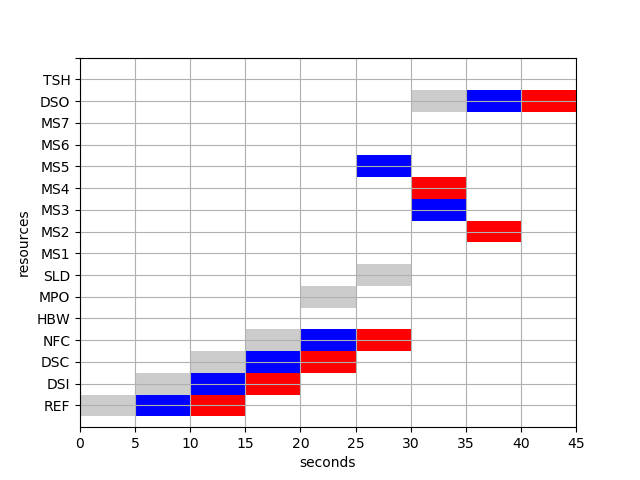 TSH
DSO
MS7
MS6
MS5
MS4
MS3
MS2
MS1
SLD
MPO
HBW
NFC
DSC
DSI
REF
resources
0 5 10 15 20 25 30 35 40 45
seconds